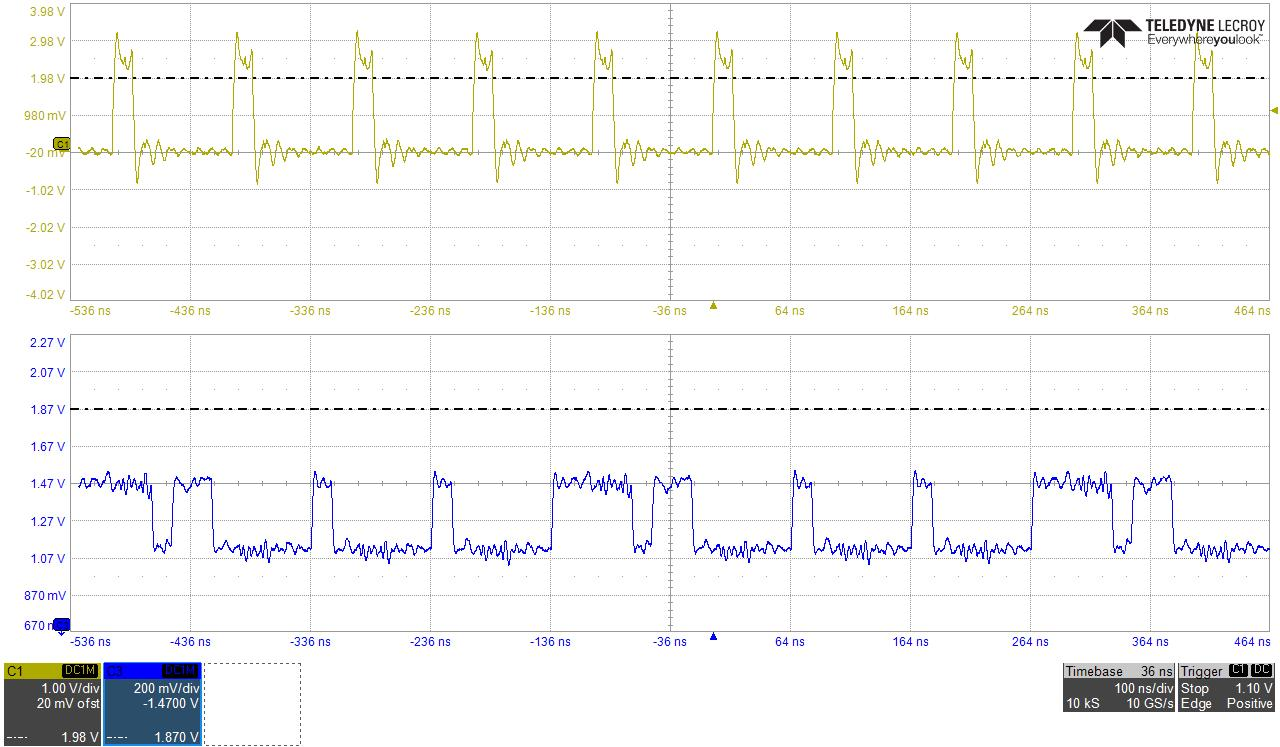 3.98 V
TELEDYNE LECROY
Everywhereyoulook™
2.98 V
1.98 V
980 mV
C1
-20 mV
-1.02 V
-2.02 V
-3.02 V
-4.02 V
-536 ns -436 ns -336 ns -236 ns -136 ns -36 ns 64 ns 164 ns 264 ns 364 ns 464 ns
2.27 V
2.07 V
1.87 V
1.67 V
1.47 V
1.27 V
1.07 V
870 mV
670 m
-536 ns -436 ns -336 ns -236 ns -136 ns -36 ns 64 ns 164 ns 264 ns 364 ns 464 ns
C1 DC1M
1.00 V/div
20 mV ofst
1.98 V
C3 DC1M
200 mV/div
-1.4700 V
1.870 V
Timebase 36 ns
100 ns/div
10 kS 10 GS/s
Trigger C1 DC
Stop 1.10 V
Edge Positive